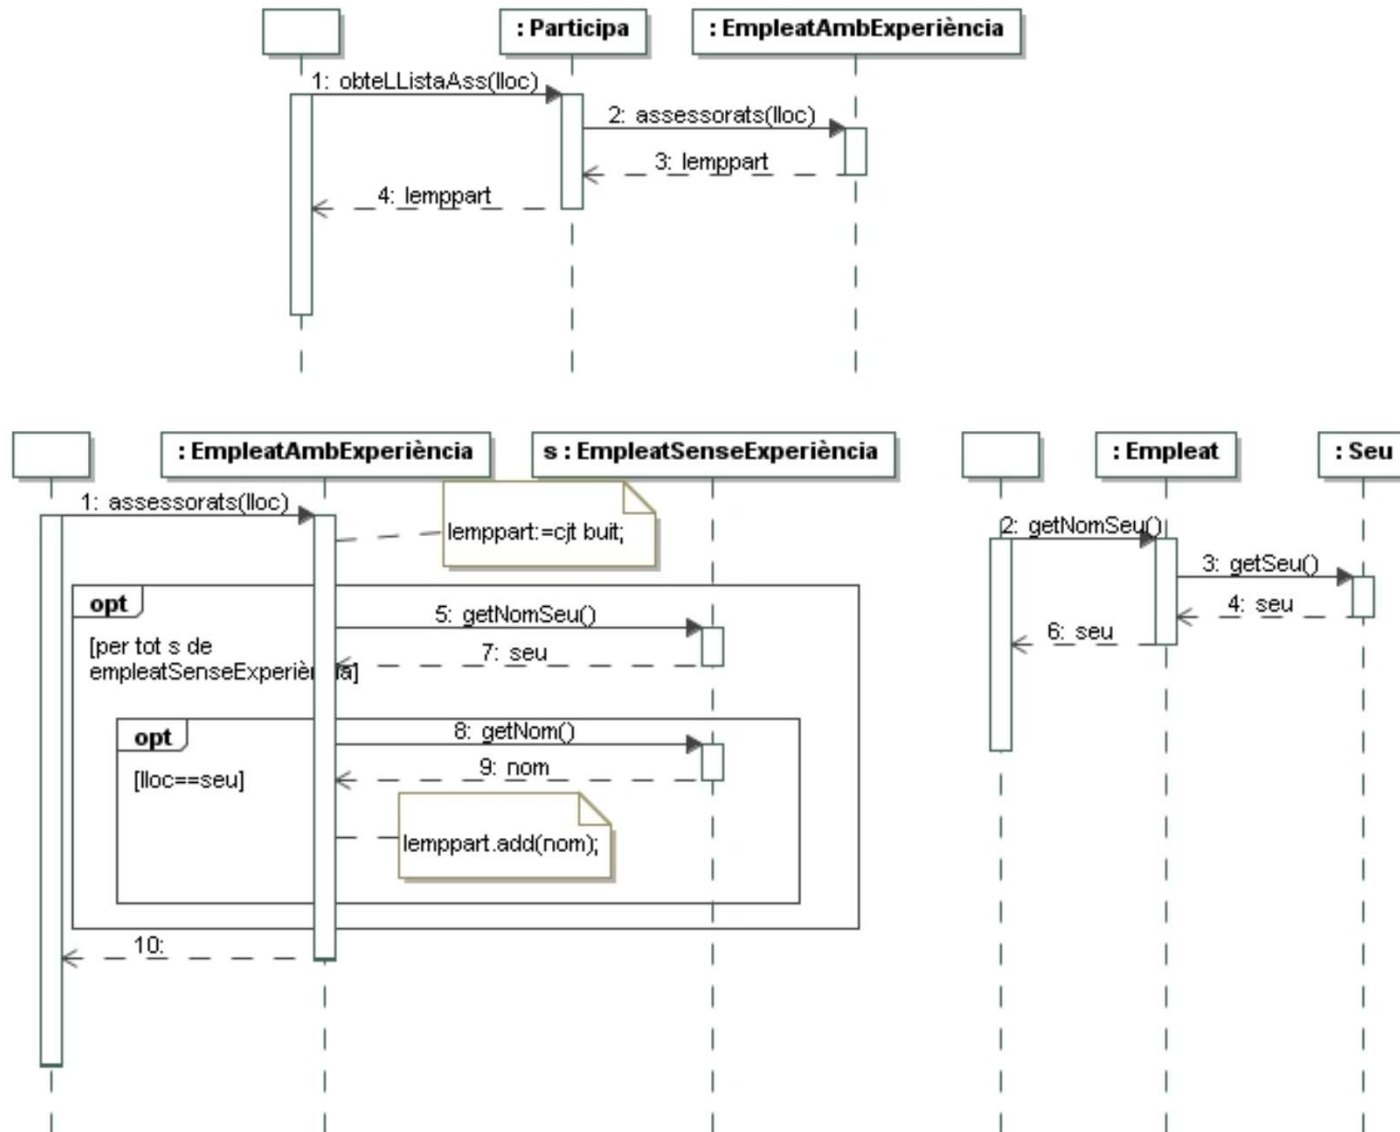 : Participa
: EmpleatAmbExperiència
1: obteLListaAss(lloc)
2: assessorats(lloc)
3: lemppart
4: lemppart
: EmpleatAmbExperiència
s : EmpleatSenseExperiència
1: assessorats(lloc)
lemppart:=cjt buit;
opt
[per tot s de
empleatSenseExperiència]
5: getNomSeu()
7: seu
opt
[lloc==seu]
8: getNom()
9: nom
lemppart.add(nom);
10:
: Empleat
: Seu
2: getNomSeu()
3: getSeu()
4: seu
6: seu